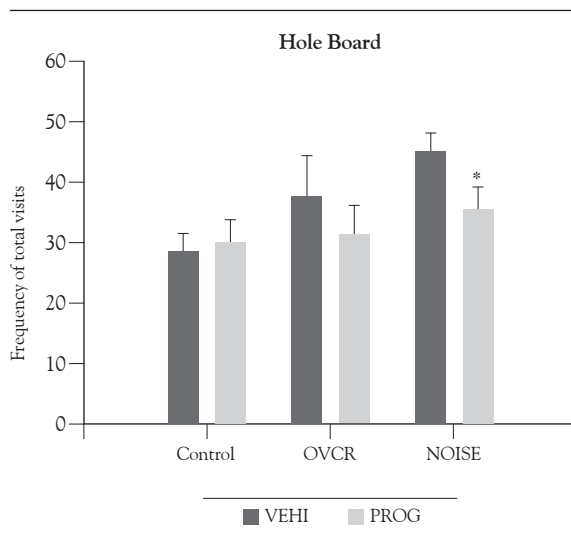 Hole Board
Frequency of total visits
60
50
40
30
20
10
0
*
Control OVCR NOISE
VEHI PROG